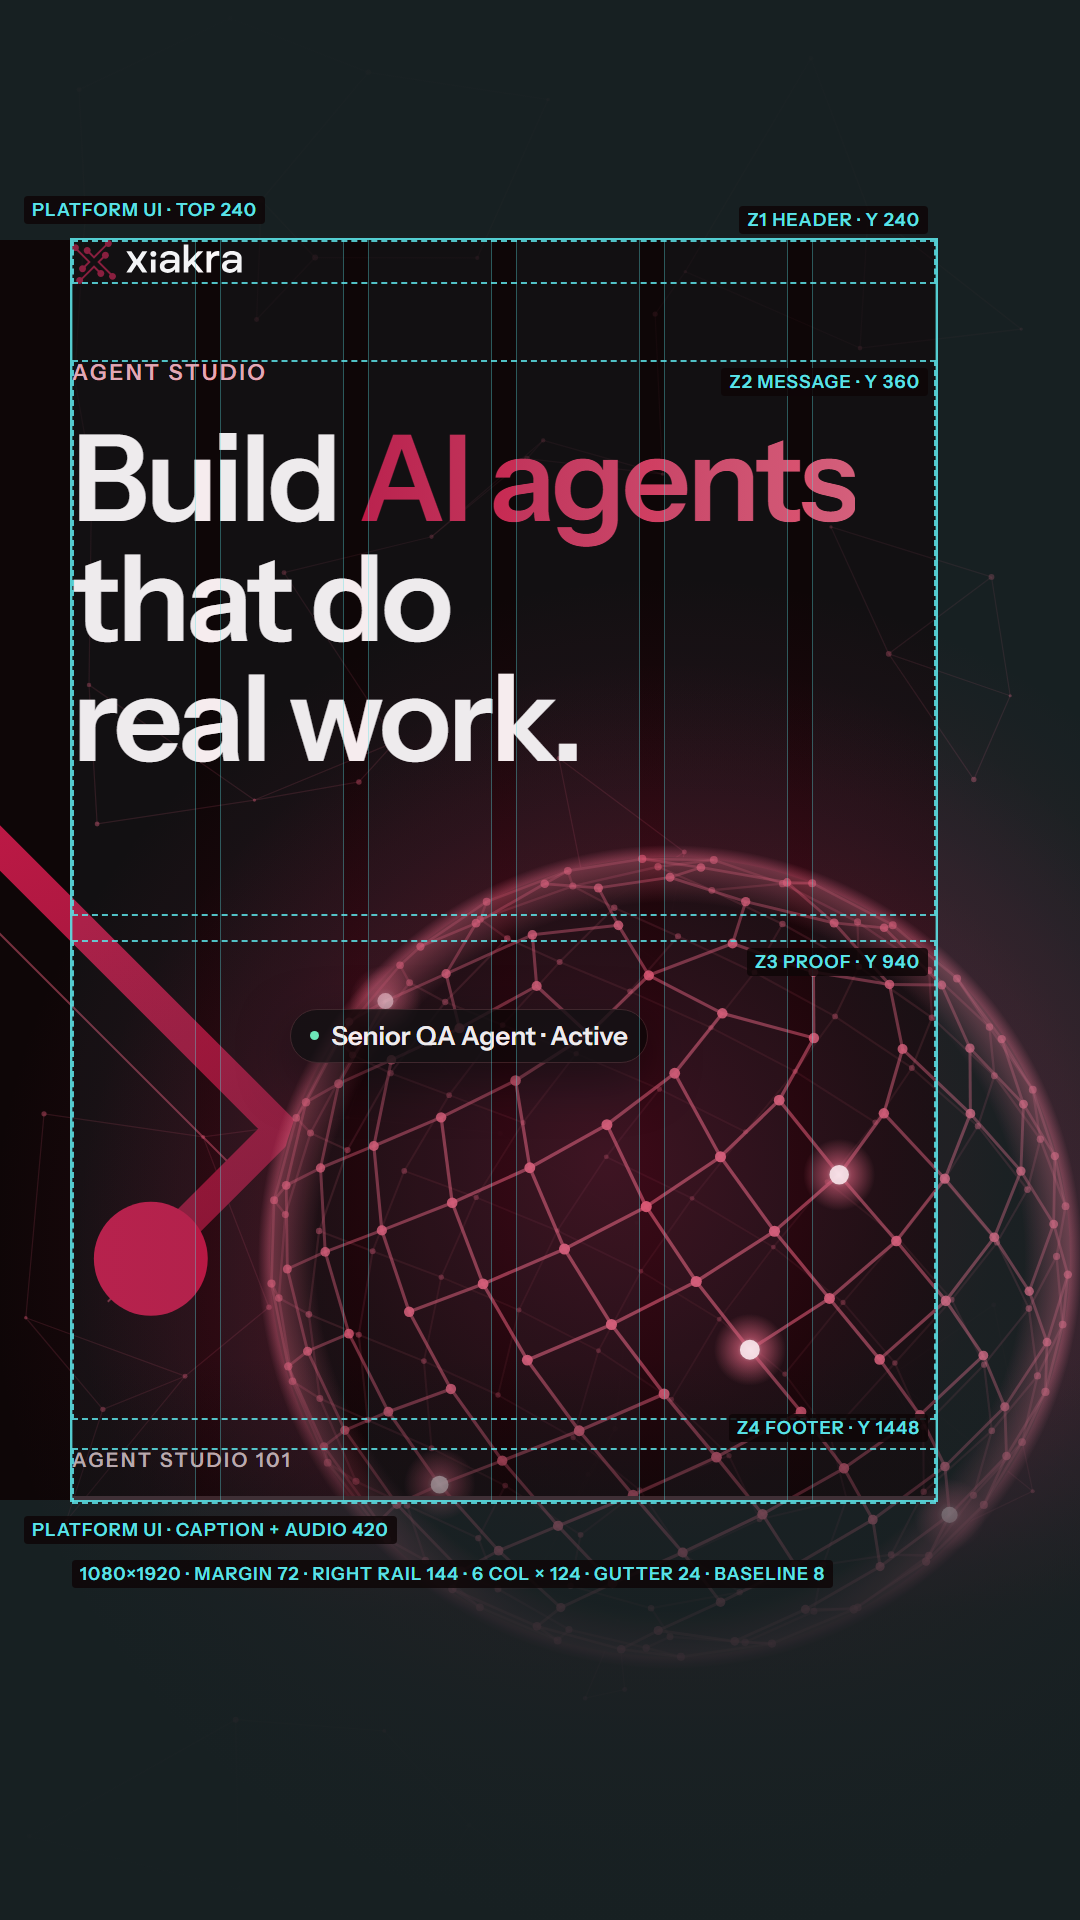 PLATFORM UI · TOP 240
Z1 HEADER · Y 240
xiakra
AGENT STUDIO
Z2 MESSAGE · Y 360
Build AI agents
that do
real work.
Z3 PROOF · Y 940
Senior QA Agent · Active
Z4 FOOTER · Y 1448
AGENT STUDIO 101
PLATFORM UI · CAPTION + AUDIO 420
1080×1920 · MARGIN 72 · RIGHT RAIL 144 · 6 COL × 124 · GUTTER 24 · BASELINE 8